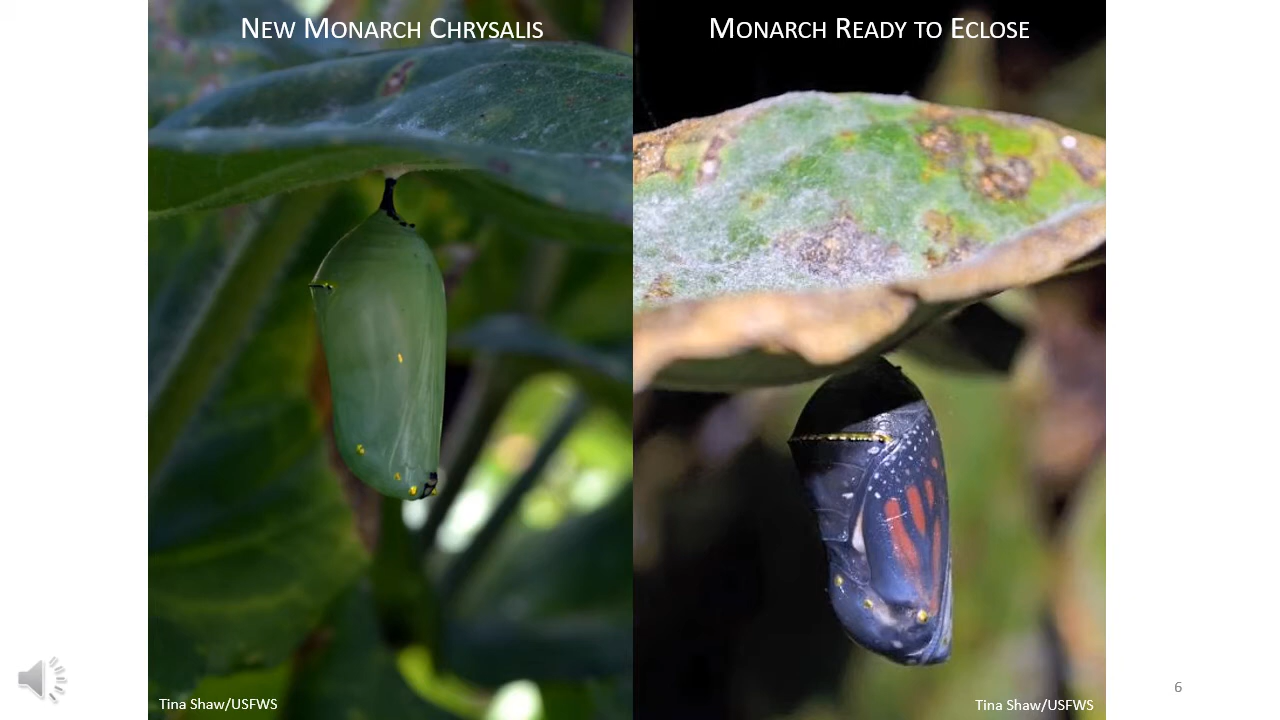 New Monarch Chrysalis
Monarch Ready to Eclose
Tina Shaw/USFWS
Tina Shaw/USFWS
6